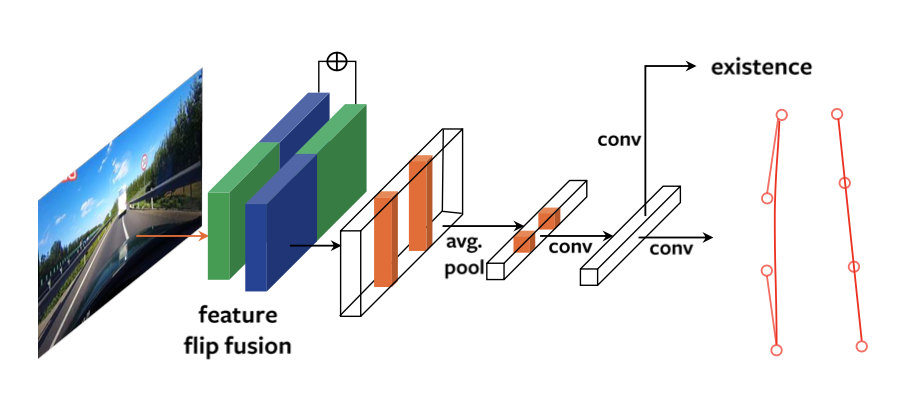 existence
conv
avg.
pool
conv
conv
feature
flip fusion